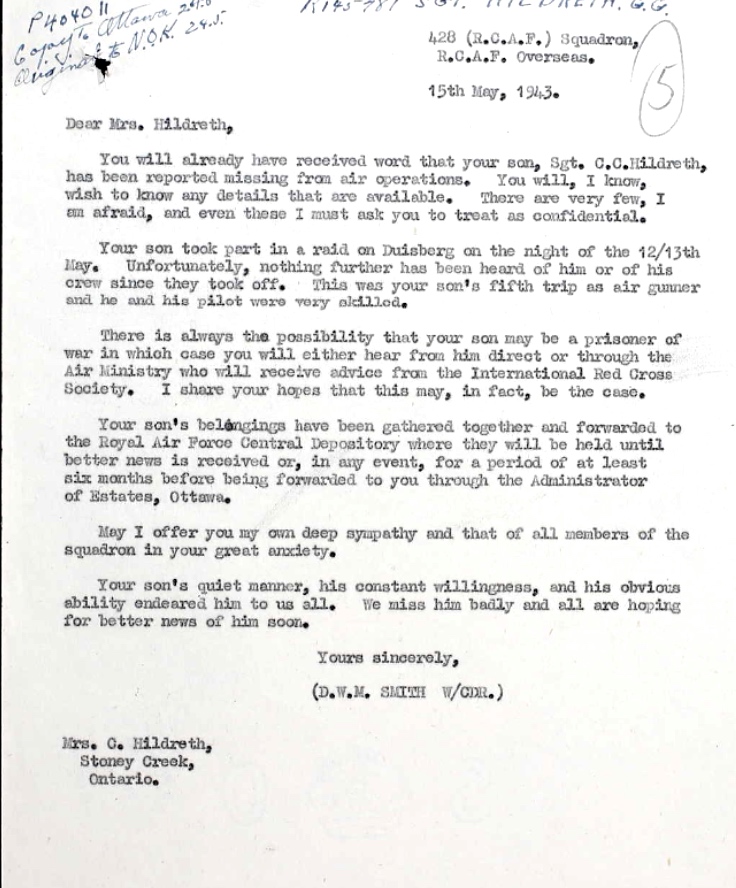 P404011
Copy to Ottawa 24.5
Original to N.O.K. 24.5.
R145781 SGT. HILDRETH.
5
428 (R.C.A.F.) Squadron,
R.C.A.F. Overseas.
15th May, 1943.
Dear Mrs. Hildreth,
You will already have received word that your son, Sgt. C.C.Hildreth,
has been reported missing from air operations. You will, I know,
wish to know any details that are available. There are very few, I
am afraid, and even these I must ask you to treat as confidential.
Your son took part in a raid on Duisberg on the night of the 12/13th
May. Unfortunately, nothing further has been heard of him or of his
crew since they took off. This was your son's fifth trip as air gunner
and he and his pilot were very skilled.
There is always the possibility that your son may be a prisoner of
war in which case you will either hear from him direct or through the
Air Ministry who will receive advice from the International Red Cross
Society. I share your hopes that this may, in fact, be the case.
Your son's belongings have been gathered together and forwarded to
the Royal Air Force Central Depository where they will be held until
better news is received or, in any event, for a period of at least
six months before being forwarded to you through the Administrator
of Estates, Ottawa.
May I offer you my own deep sympathy and that of all members of the
squadron in your great anxiety.
Your son's quiet manner, his constant willingness, and his obvious
ability endeared him to us all. We miss him badly and all are hoping
for better news of him soon.
Yours sincerely,
(D.W.M. SMITH W/CDR.)
Mrs. C. Hildreth,
Stoney Creek,
Ontario.